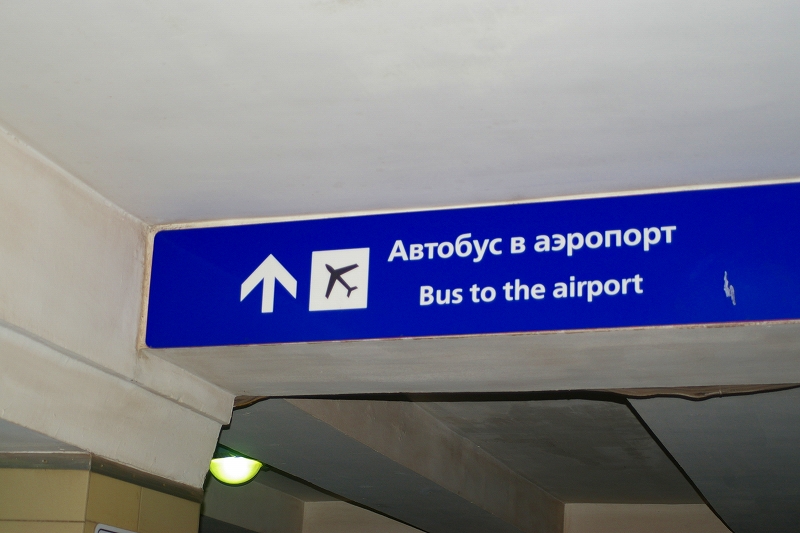 Автобус в аэропорт
Bus to the airport